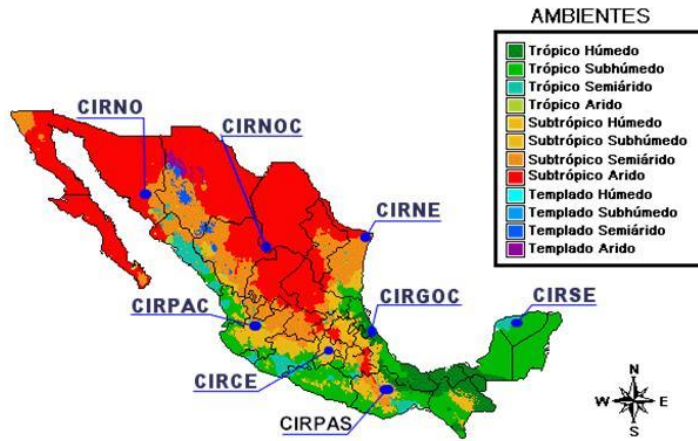 AMBIENTES
Trópico Húmedo
Trópico Subhúmedo
Trópico Semiárido
Trópico Arido
Subtrópico Húmedo
Subtrópico Subhúmedo
Subtrópico Semiárido
Subtrópico Arido
Templado Húmedo
Templado Subhúmedo
Templado Semiárido
Templado Arido
CIRNO
CIRNOC
CIRNE
CIRPAC
CIRGOC
CIRSE
CIRCE
CIRPAS
N
W E
S